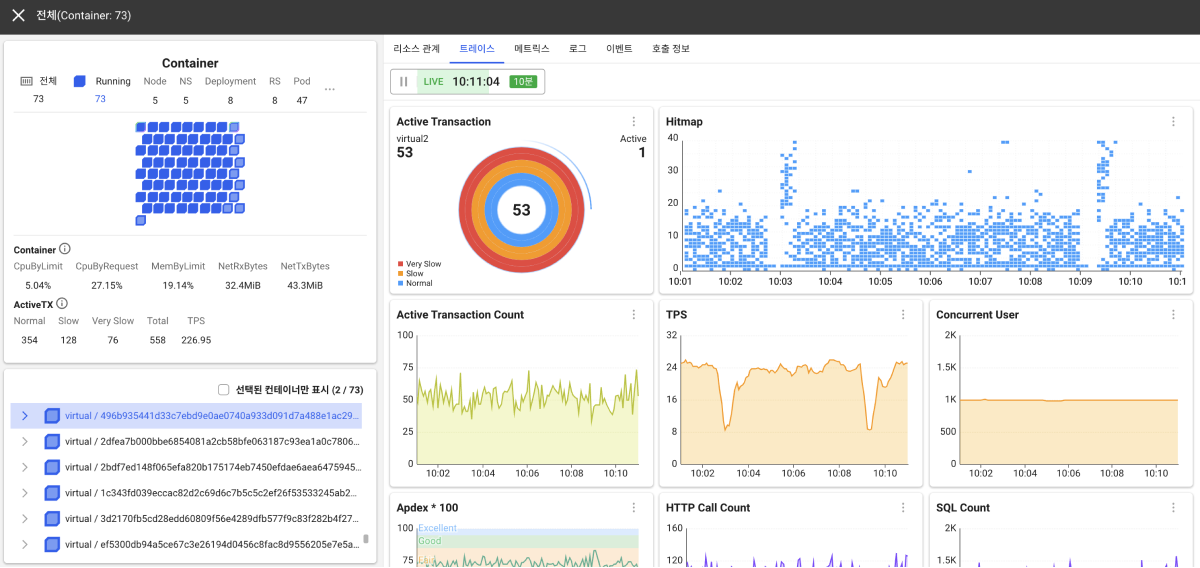 전체(Container: 73)
Container
전체 Running Node NS Deployment RS Pod ...
73 73 5 5 8 8 47
Container
CpuByLimit CpuByRequest MemByLimit NetRxBytes NetTxBytes
5.04% 27.15% 19.14% 32.4MiB 43.3MiB
ActiveTX
Normal Slow Very Slow Total TPS
354 128 76 558 226.95
선택된 컨테이너만 표시 (2 / 73)
virtual / 496b935441d33c7ebd9e0ae0740a933d091d7a488e1ac29...
virtual / 2dfea7b000bbe6854081a2cb58bfe063187c93ea1a0c7806...
virtual / 2bdf7ed148f065efa820b175174eb7450efdae6aea6475945...
virtual / 1c343fd039eccac82d2c69d6c7b5c5c2ef26f53533245ab2...
virtual / 3d2170fb5cd28edd60809f56e4289dfb577f9c83f282b4f27...
virtual / ef5300db94a5ce67c3e26194d0456c8fac8d9556205e7e5a...
리소스 관계 트레이스 메트릭스 로그 이벤트 호출 정보
LIVE 10:11:04 10분
Active Transaction
virtual2 Active
53 1
53
Very Slow
Slow
Normal
Hitmap
40
30
20
10
0
10:01 10:02 10:03 10:04 10:05 10:06 10:07 10:08 10:09 10:10 10:1
Active Transaction Count
100
75
50
25
0
10:02 10:04 10:06 10:08 10:10
TPS
32
24
16
8
0
10:02 10:04 10:06 10:08 10:10
Concurrent User
2K
1.5K
1K
500
0
10:02 10:04 10:06 10:08 10:10
Apdex * 100
100
Excellent
Good
75
HTTP Call Count
160
120
SQL Count
2K
1.5K